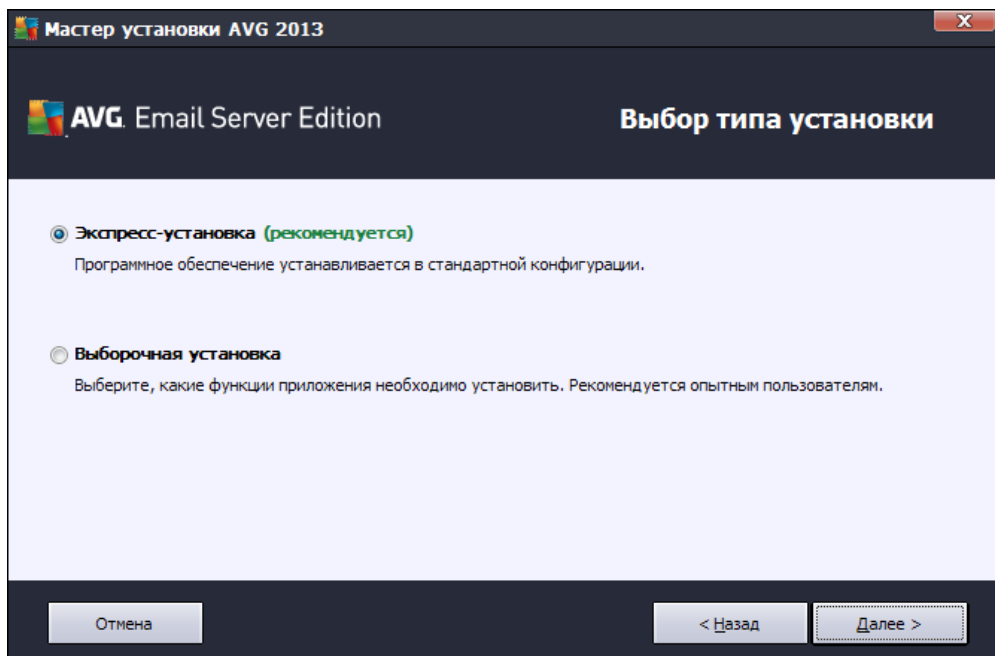 Мастер установки AVG 2013
AVG. Email Server Edition
Выбор типа установки
Экспресс-установка (рекомендуется)
Программное обеспечение устанавливается в стандартной конфигурации.
Выборочная установка
Выберите, какие функции приложения необходимо установить. Рекомендуется опытным пользователям.
Отмена
< Назад
Далее >